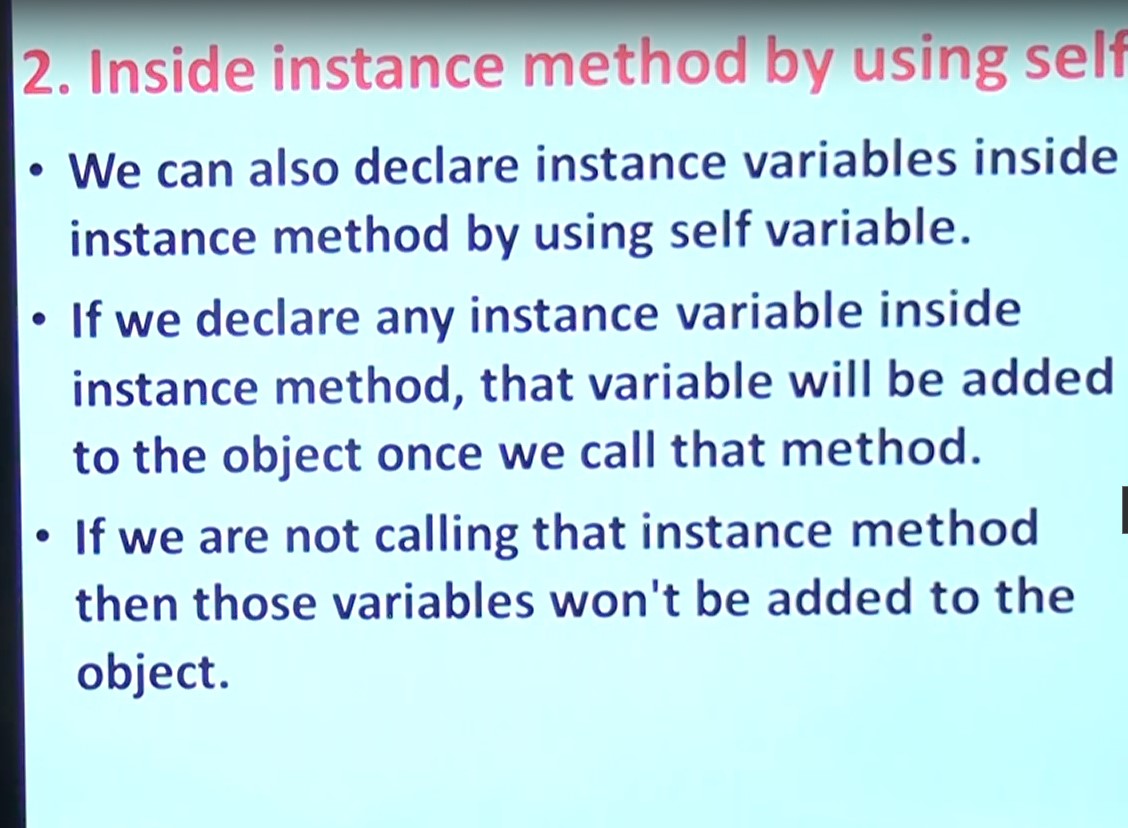 2. Inside instance method by using self
• We can also declare instance variables inside
instance method by using self variable.
• If we declare any instance variable inside
instance method, that variable will be added
to the object once we call that method.
• If we are not calling that instance method
then those variables won't be added to the
object.